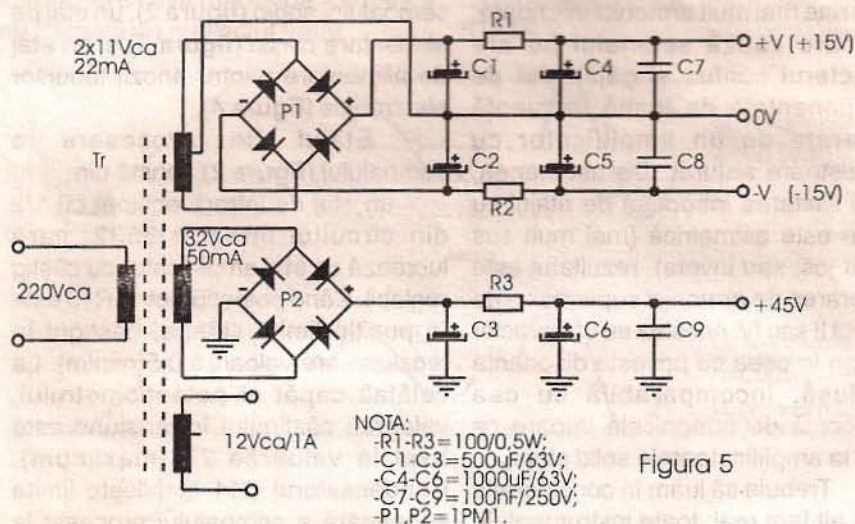 2x11Vca
22mA
Tr
P1
R1
C1
C4
C7
+V (+15V)
0V
C2
C5
C8
R2
-V (-15V)
220Vca
32Vca
50mA
P2
R3
C3
C6
C9
+45V
12Vca/1A
NOTA:
-R1-R3=100/0,5W;
-C1-C3=500uF/63V;
-C4-C6=1000uF/63V;
-C7-C9=100nF/250V;
-P1,P2=1PM1.
Figura 5